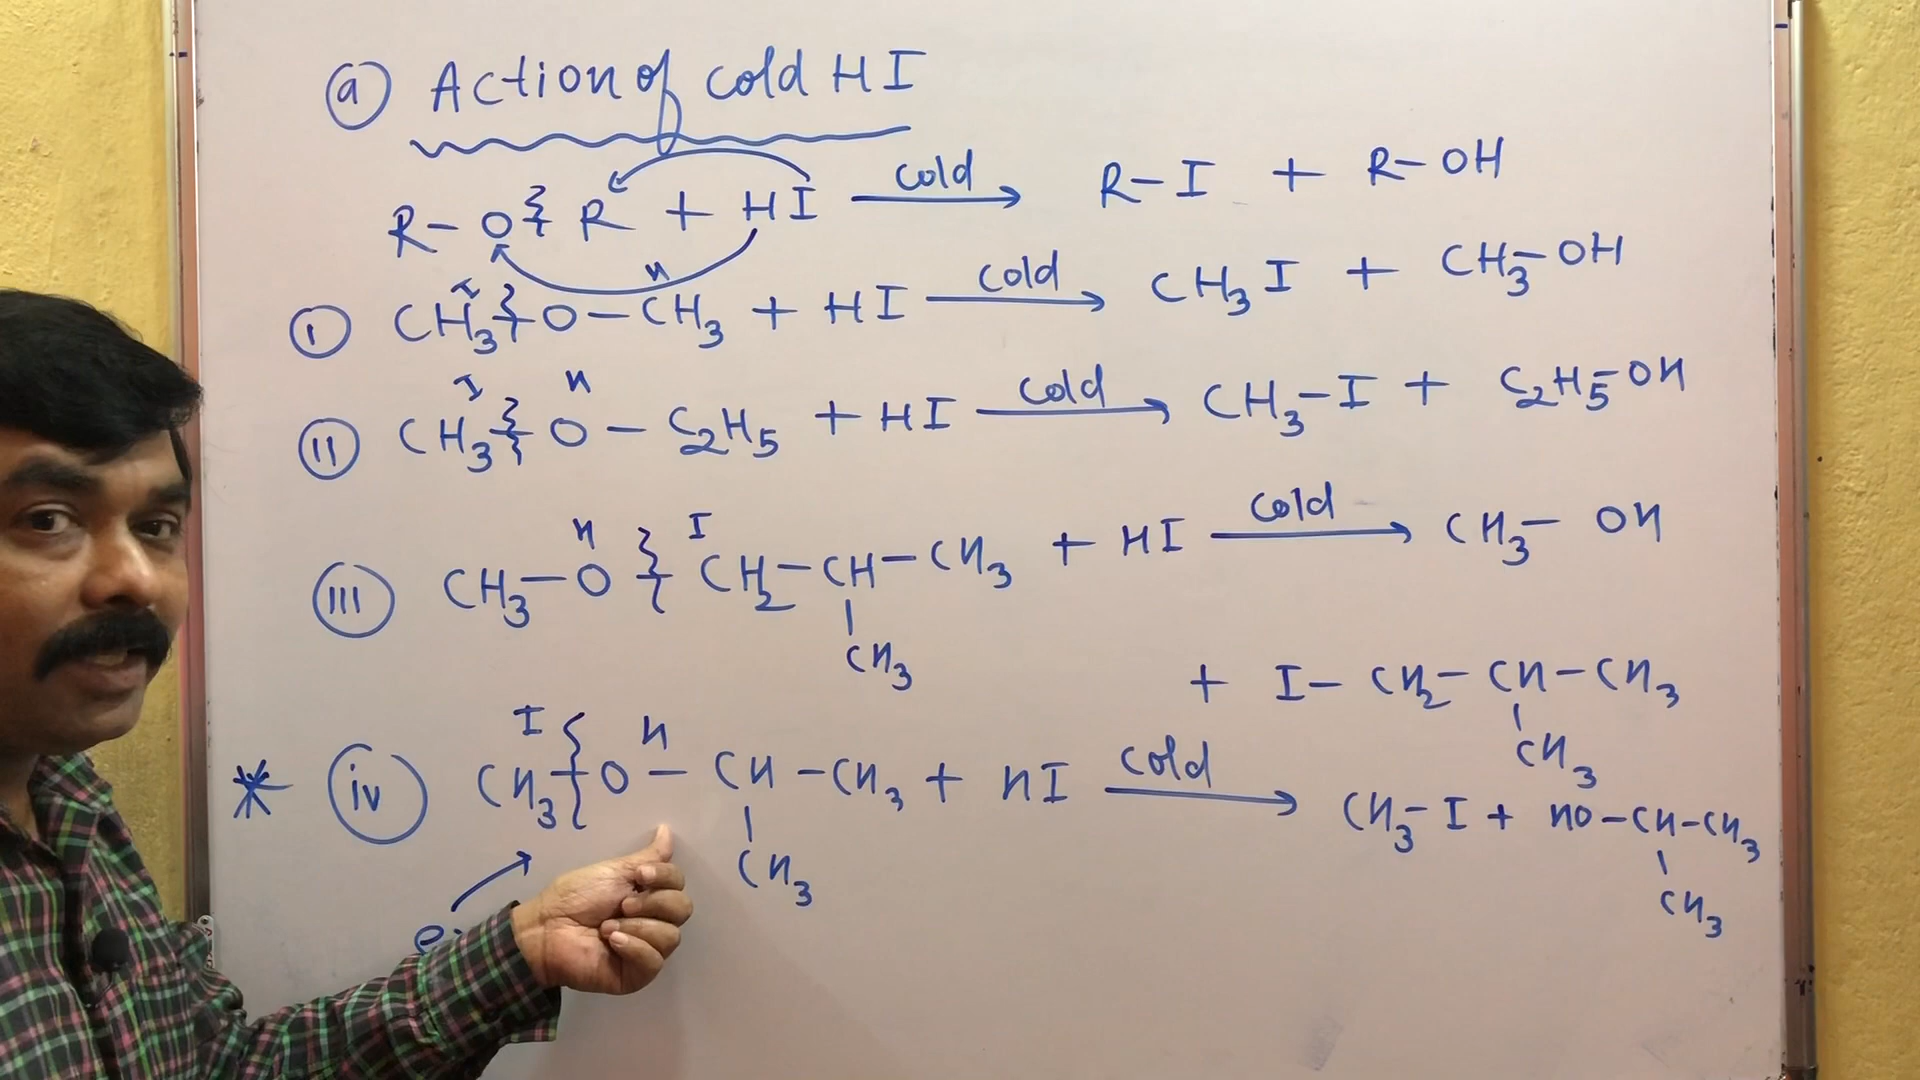 (a) Action of cold HI
R-O{R + HI cold→ R-I + R-OH
(i) CH3{O-CH3 + HI cold→ CH3I + CH3-OH
I H
(ii) CH3{O-C2H5 + HI cold→ CH3-I + C2H5-OH
I H
(iii) CH3-O{CH2-CH-CH3 + HI cold→ CH3-OH
H I
CH3
+ I-CH2-CH-CH3
CH3
* (iv) CH3{O-CH-CH3 + HI cold→ CH3-I + HO-CH-CH3
I H
CH3 CH3